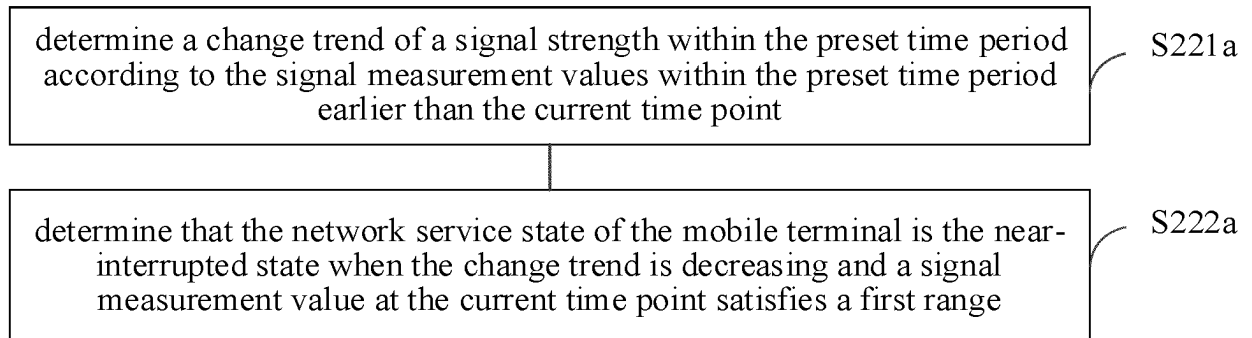 determine a change trend of a signal strength within the preset time period
according to the signal measurement values within the preset time period
earlier than the current time point
S221a
determine that the network service state of the mobile terminal is the near-
interrupted state when the change trend is decreasing and a signal
measurement value at the current time point satisfies a first range
S222a